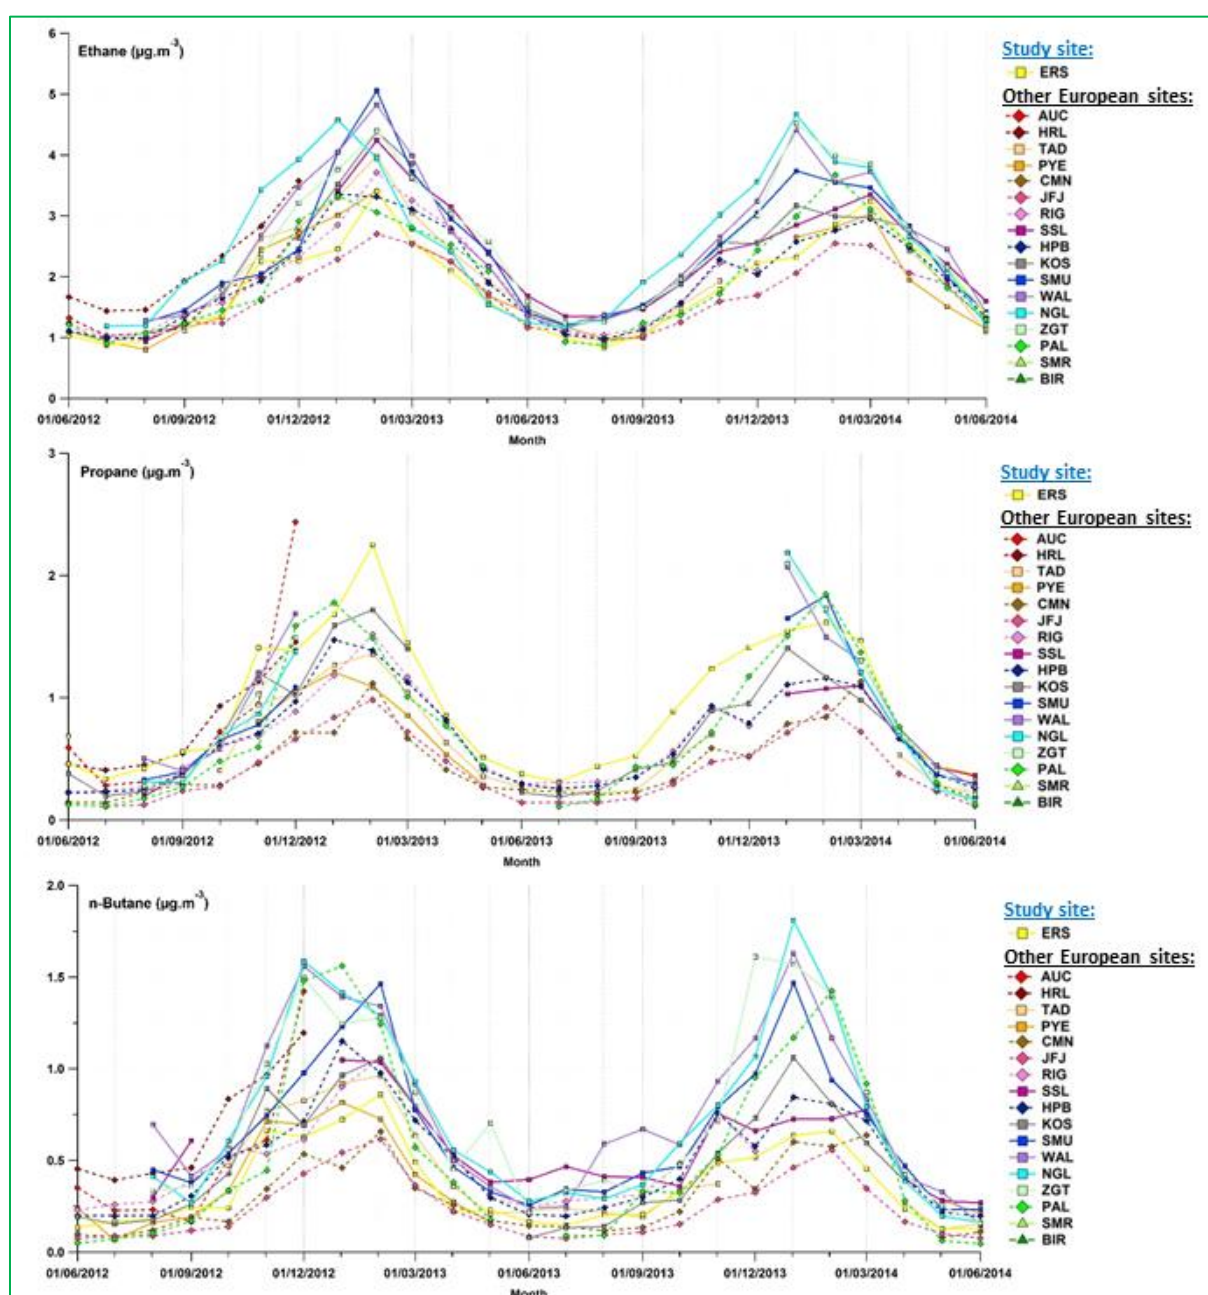 Ethane (µg.m-3)
6
5
4
3
2
1
0
01/06/2012 01/09/2012 01/12/2012 01/03/2013 01/06/2013 01/09/2013 01/12/2013 01/03/2014 01/06/2014
Month
Study site:
ERS
Other European sites:
AUC
HRL
TAD
PYE
CMN
JFJ
RIG
SSL
HPB
KOS
SMU
WAL
NGL
ZGT
PAL
SMR
BIR
Propane (µg.m-3)
3
2
1
0
01/06/2012 01/09/2012 01/12/2012 01/03/2013 01/06/2013 01/09/2013 01/12/2013 01/03/2014 01/06/2014
Month
Study site:
ERS
Other European sites:
AUC
HRL
TAD
PYE
CMN
JFJ
RIG
SSL
HPB
KOS
SMU
WAL
NGL
ZGT
PAL
SMR
BIR
n-Butane (µg.m-3)
2.0
1.5
1.0
0.5
0.0
01/06/2012 01/09/2012 01/12/2012 01/03/2013 01/06/2013 01/09/2013 01/12/2013 01/03/2014 01/06/2014
Month
Study site:
ERS
Other European sites:
AUC
HRL
TAD
PYE
CMN
JFJ
RIG
SSL
HPB
KOS
SMU
WAL
NGL
ZGT
PAL
SMR
BIR